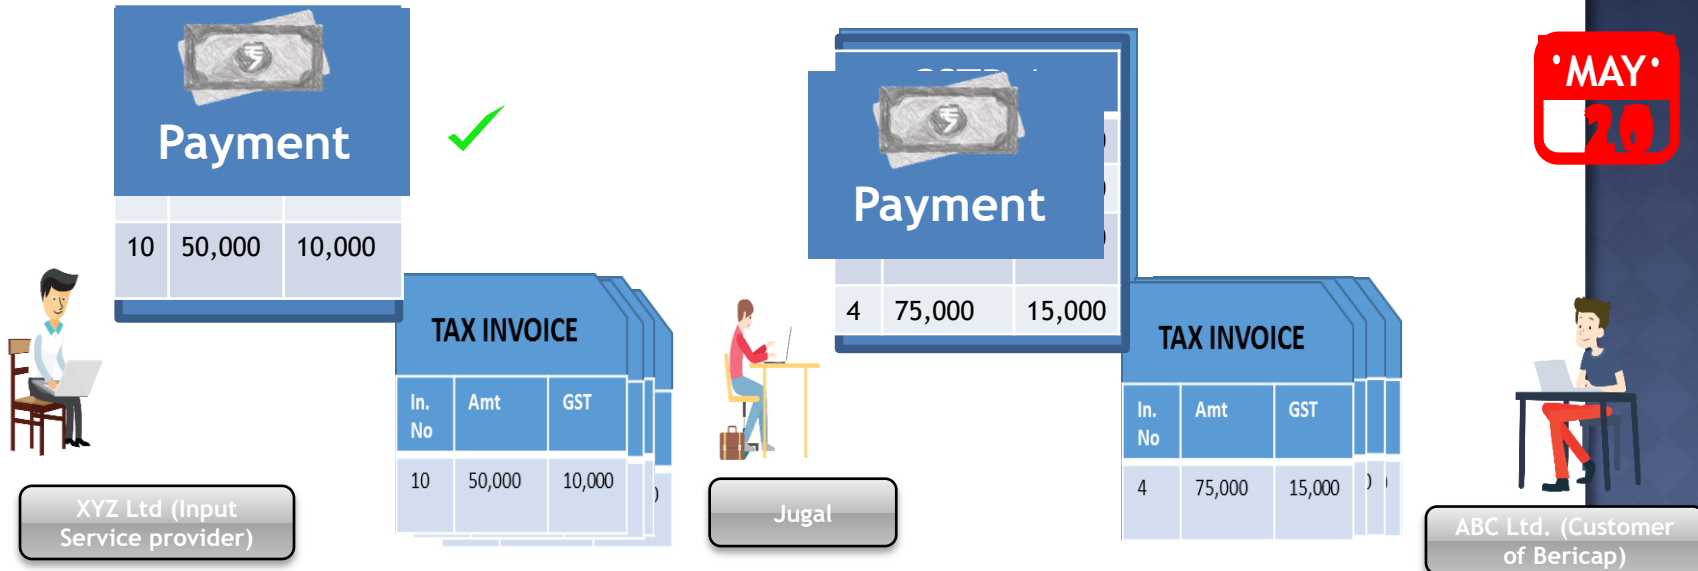 Payment
10 50,000 10,000
TAX INVOICE
In. No Amt GST
10 50,000 10,000
XYZ Ltd (Input
Service provider)
Payment
4 75,000 15,000
Jugal
TAX INVOICE
In. No Amt GST
4 75,000 15,000
MAY
20
ABC Ltd. (Customer
of Bericap)